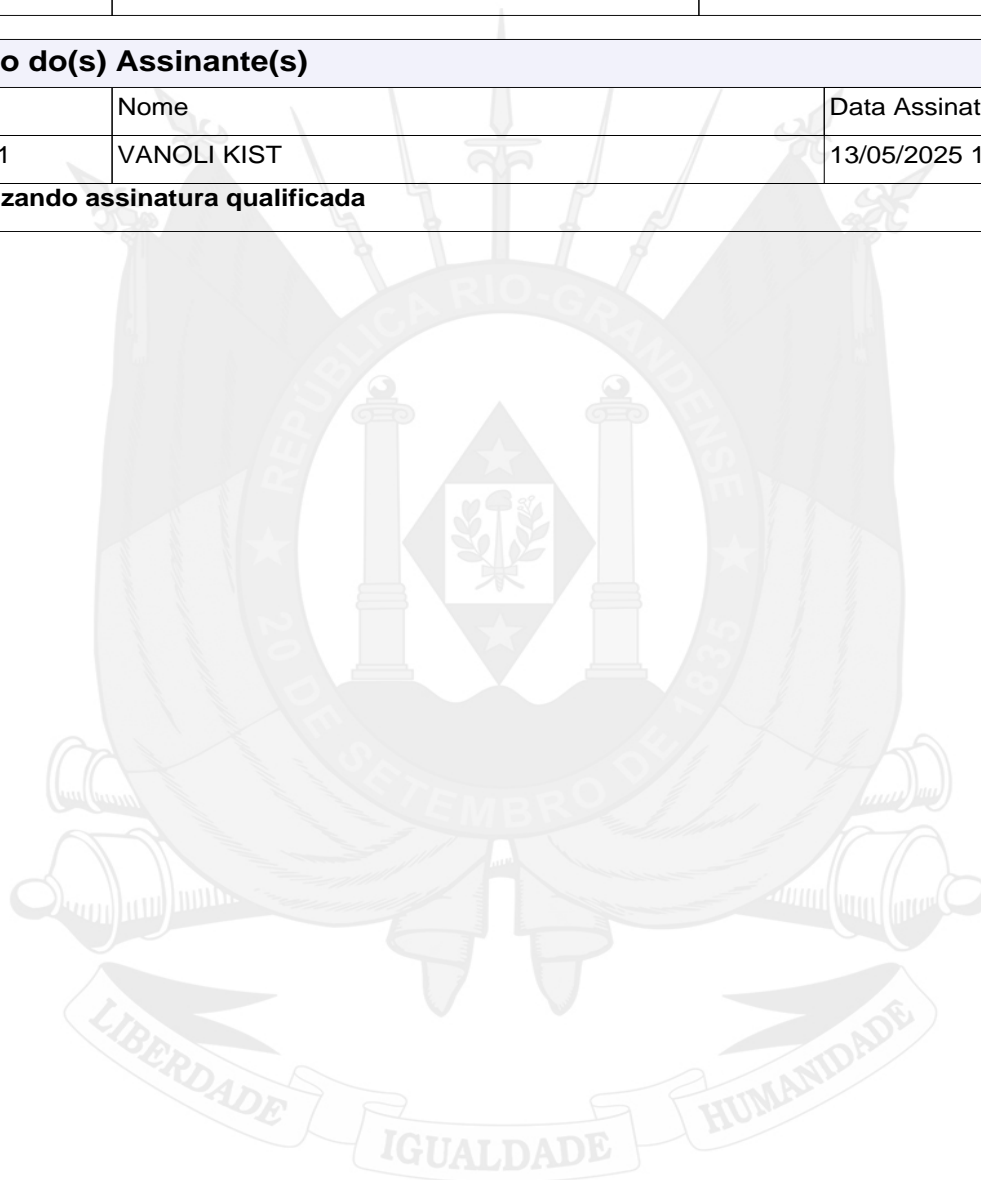 o do(s) Assinante(s)
Nome Data Assinat
1 VANOLI KIST 13/05/2025 1
zando assinatura qualificada
REPÚBLICA RIO-GRANDENSE
★ 20 DE SETEMBRO DE 1835 ★
LIBERDADE IGUALDADE HUMANIDADE